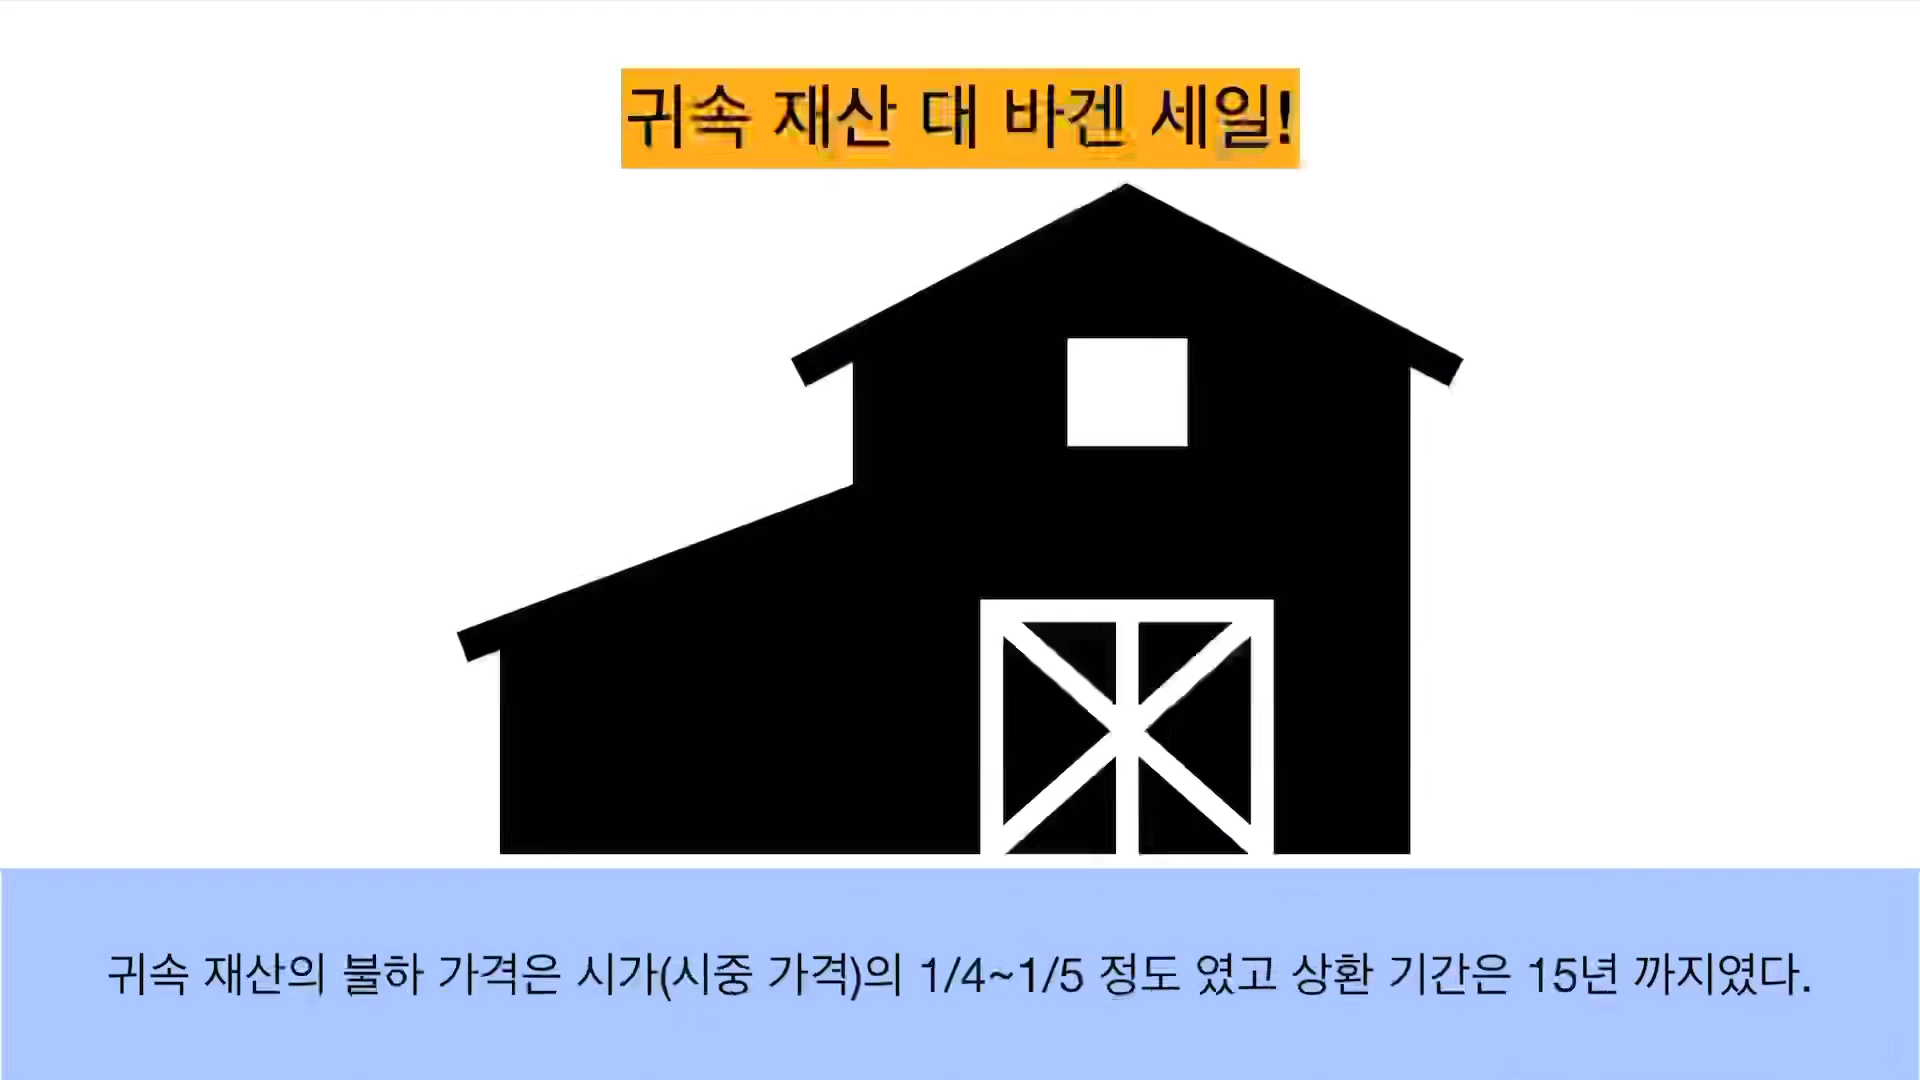 귀속 재산 대 바겐 세일!
귀속 재산의 불하 가격은 시가(시중 가격)의 1/4~1/5 정도 였고 상환 기간은 15년 까지였다.